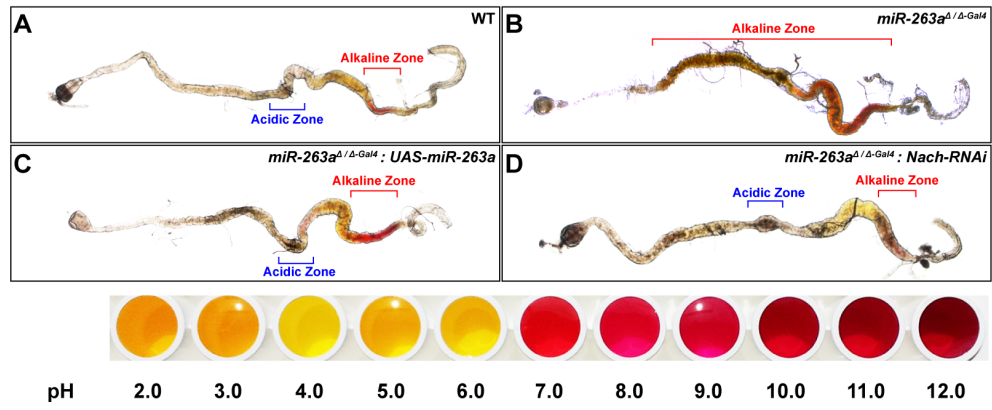 A
WT
Alkaline Zone
Acidic Zone
B
miR-263aΔ / Δ-Gal4
Alkaline Zone
C
miR-263aΔ / Δ-Gal4 : UAS-miR-263a
Alkaline Zone
Acidic Zone
D
miR-263aΔ / Δ-Gal4 : Nach-RNAi
Acidic Zone
Alkaline Zone
pH 2.0 3.0 4.0 5.0 6.0 7.0 8.0 9.0 10.0 11.0 12.0